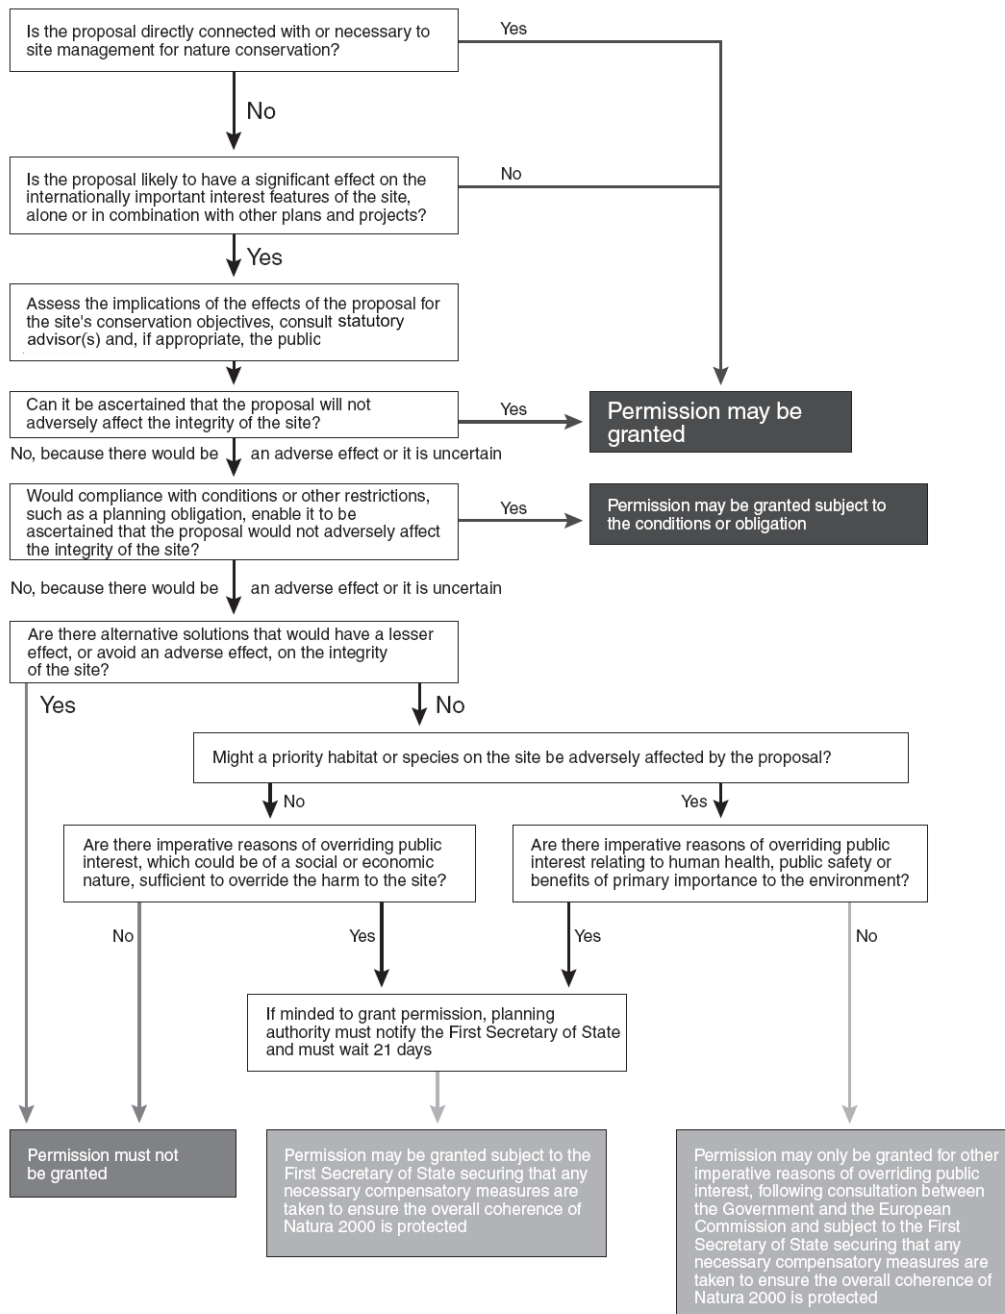 Is the proposal directly connected with or necessary to
site management for nature conservation?
Yes
No
Is the proposal likely to have a significant effect on the
internationally important interest features of the site,
alone or in combination with other plans and projects?
No
Yes
Assess the implications of the effects of the proposal for
the site's conservation objectives, consult statutory
advisor(s) and, if appropriate, the public
Can it be ascertained that the proposal will not
adversely affect the integrity of the site?
Yes
Permission may be
granted
No, because there would be an adverse effect or it is uncertain
Would compliance with conditions or other restrictions,
such as a planning obligation, enable it to be
ascertained that the proposal would not adversely affect
the integrity of the site?
Yes
Permission may be granted subject to
the conditions or obligation
No, because there would be an adverse effect or it is uncertain
Are there alternative solutions that would have a lesser
effect, or avoid an adverse effect, on the integrity
of the site?
Yes
No
Might a priority habitat or species on the site be adversely affected by the proposal?
No
Yes
Are there imperative reasons of overriding public
interest, which could be of a social or economic
nature, sufficient to override the harm to the site?
Are there imperative reasons of overriding public
interest relating to human health, public safety or
benefits of primary importance to the environment?
No
Yes
Yes
No
If minded to grant permission, planning
authority must notify the First Secretary of State
and must wait 21 days
Permission must not
be granted
Permission may be granted subject to the
First Secretary of State securing that any
necessary compensatory measures are
taken to ensure the overall coherence of
Natura 2000 is protected
Permission may only be granted for other
imperative reasons of overriding public
interest, following consultation between
the Government and the European
Commission and subject to the First
Secretary of State securing that any
necessary compensatory measures are
taken to ensure the overall coherence of
Natura 2000 is protected